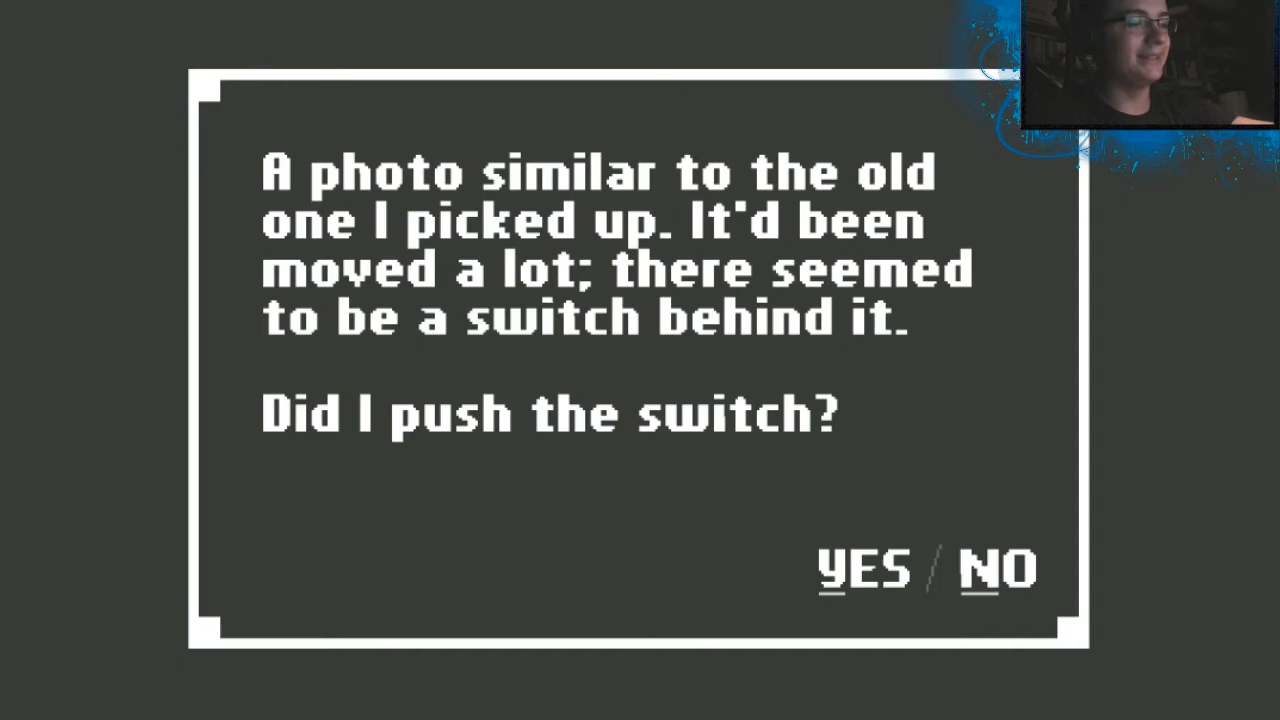 A photo similar to the old
one I picked up. It'd been
moved a lot; there seemed
to be a switch behind it.
Did I push the switch?
YES / NO